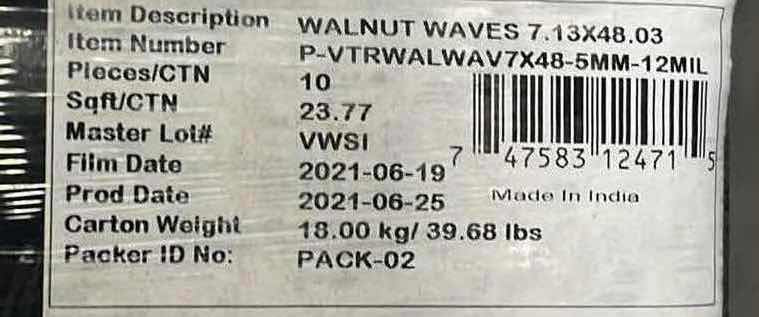 Item Description WALNUT WAVES 7.13X48.03
Item Number P-VTRWALWAV7X48-5MM-12MIL
Pieces/CTN 10
Sqft/CTN 23.77
Master Lot# VWSI
Film Date 2021-06-19
7 47583 12471 5
Prod Date 2021-06-25
Made In India
Carton Weight 18.00 kg/ 39.68 lbs
Packer ID No: PACK-02